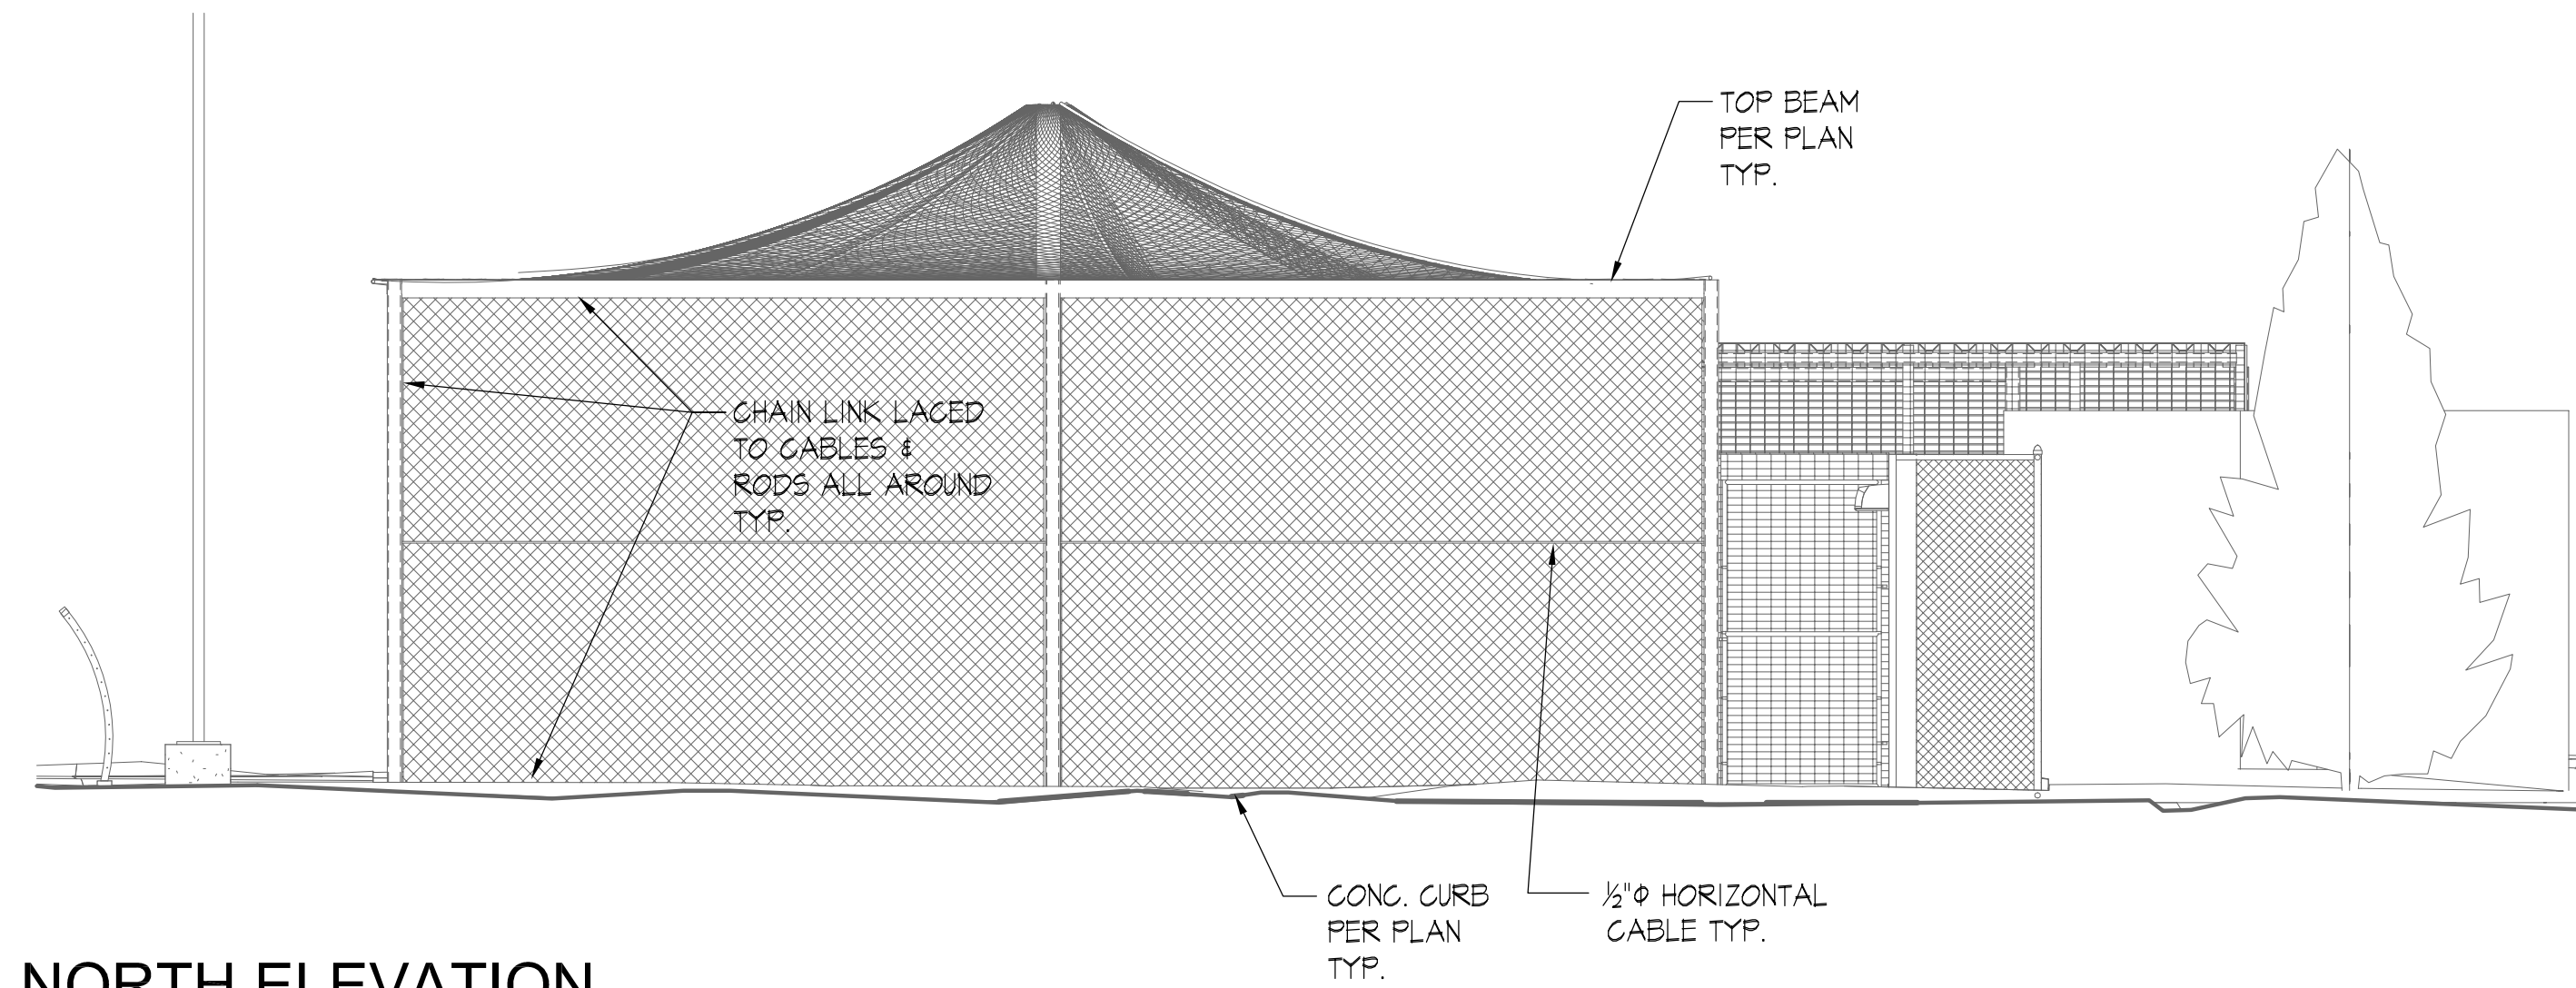 TOP BEAM
PER PLAN
TYP.
CHAIN LINK LACED
TO CABLES &
RODS ALL AROUND
TYP.
CONC. CURB
PER PLAN
TYP.
½"Φ HORIZONTAL
CABLE TYP.
NORTH ELEVATION